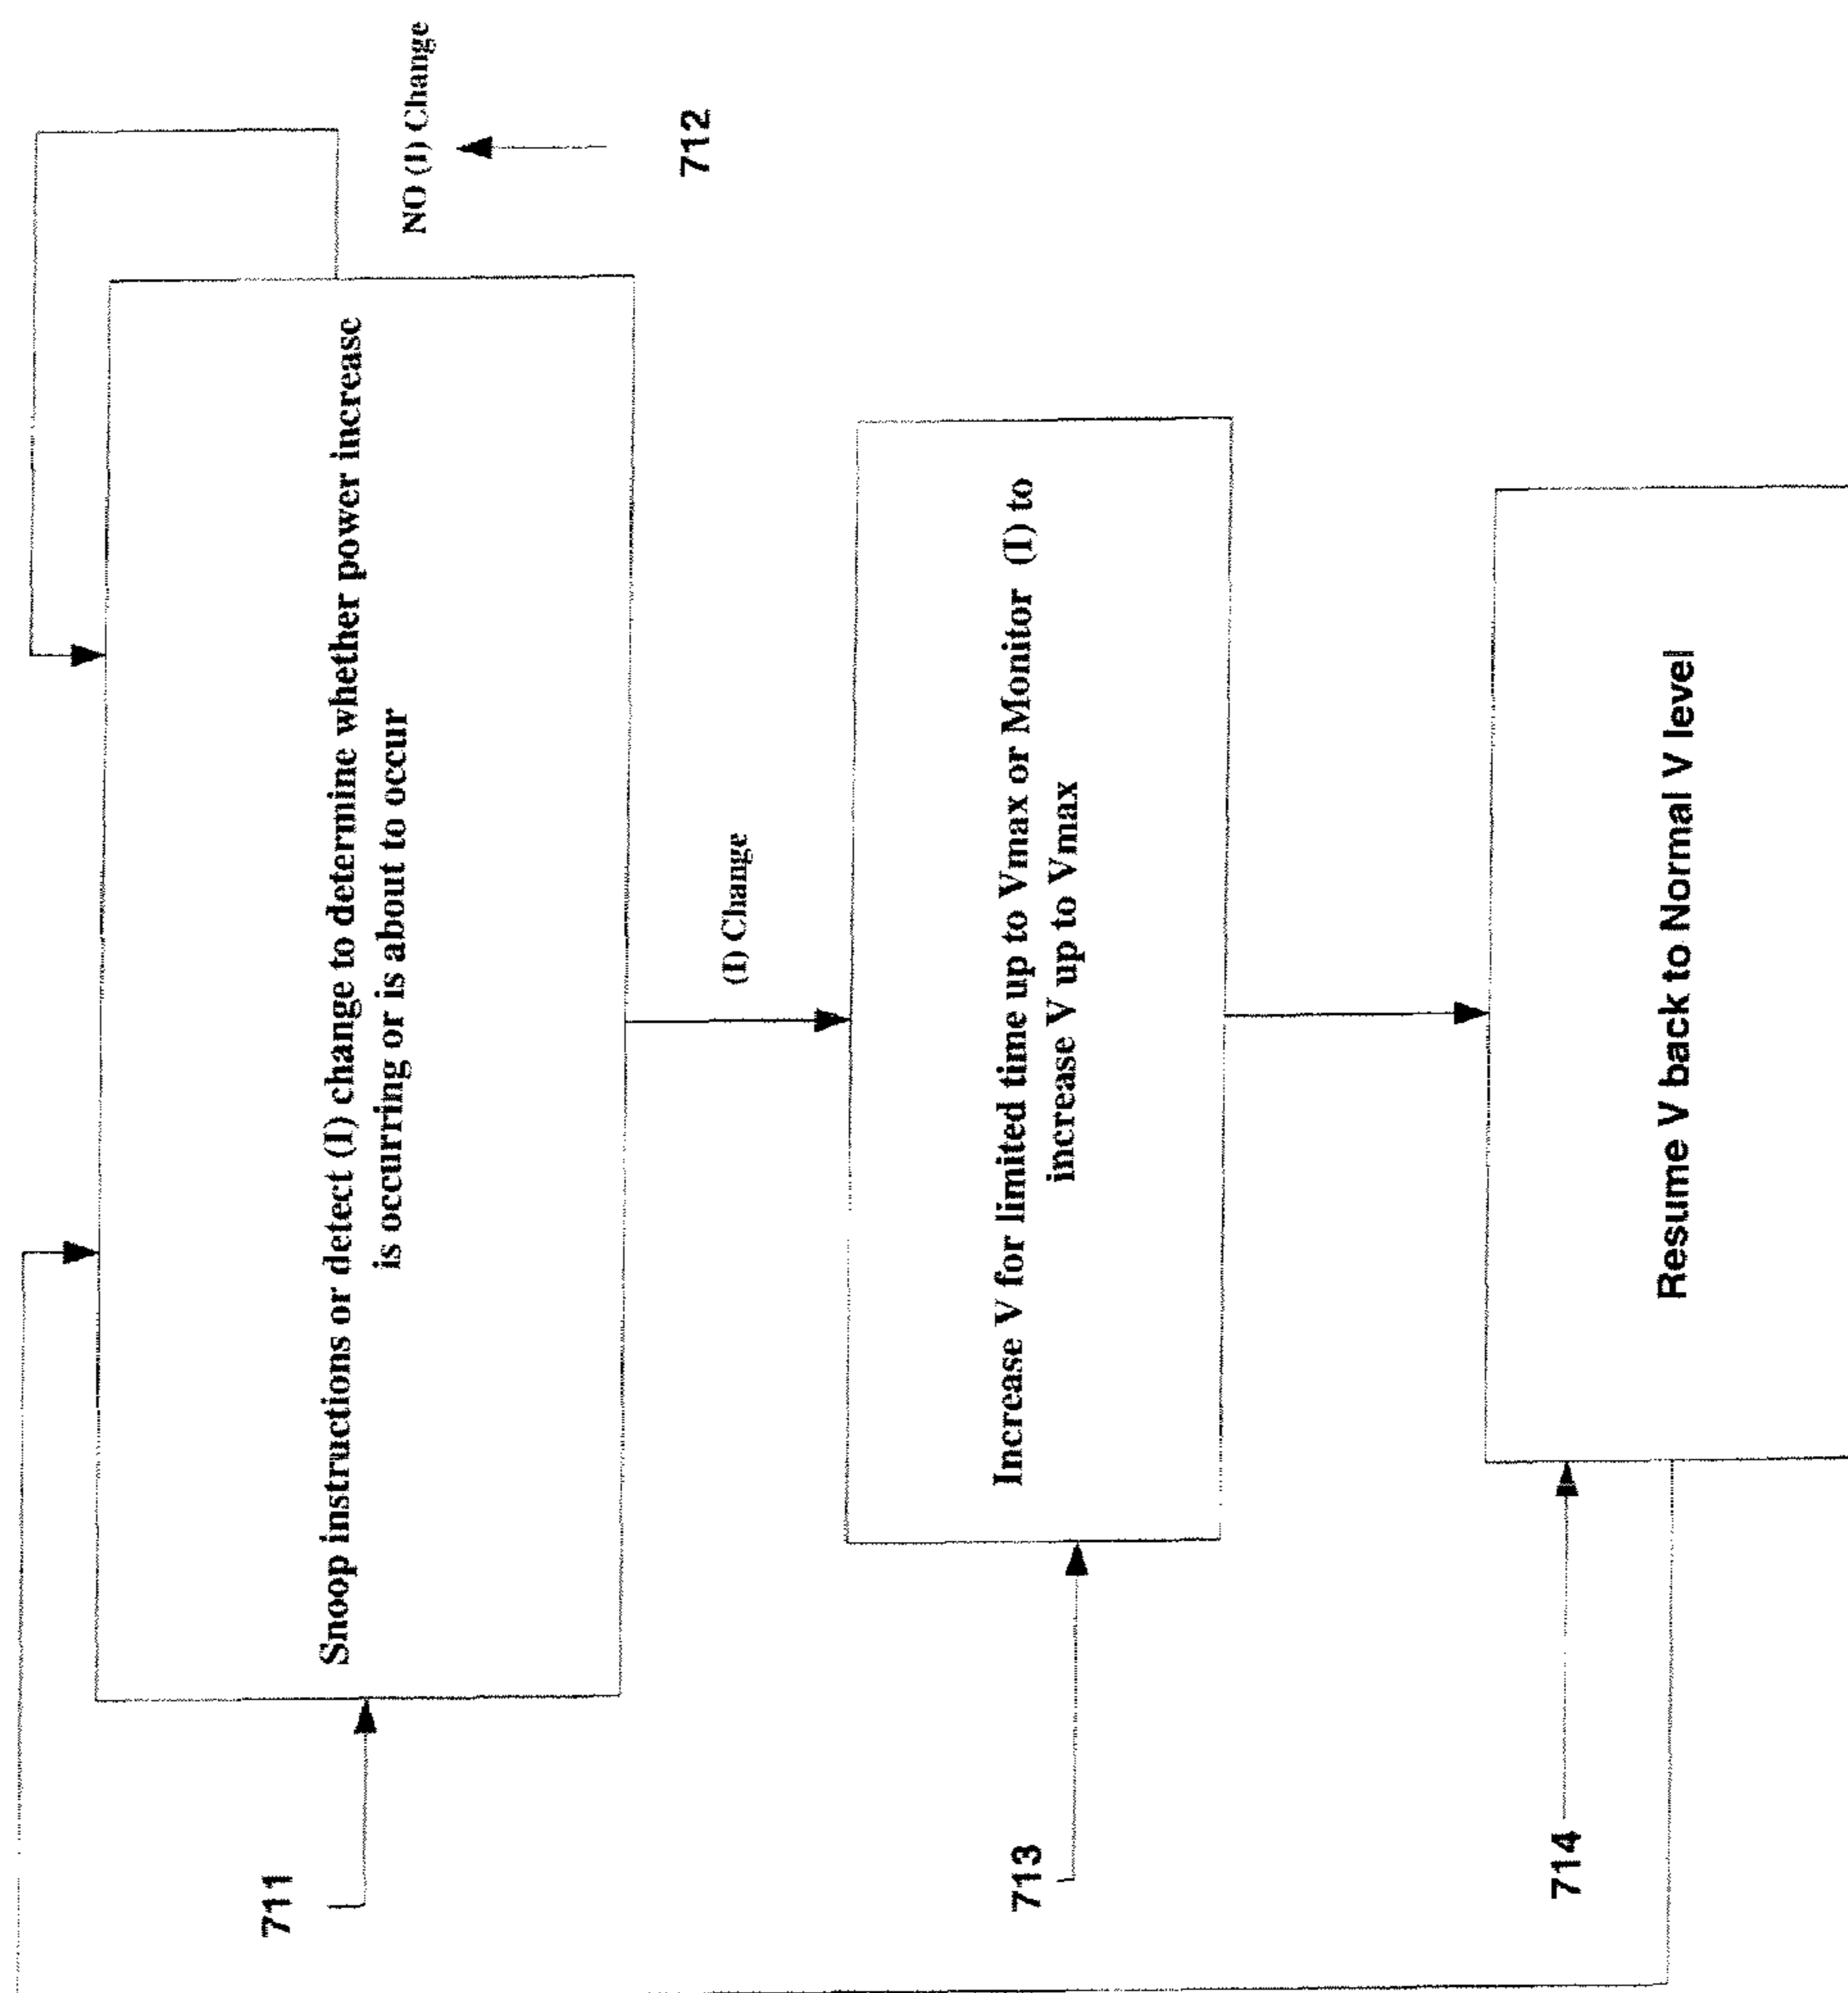 711
Snoop instructions or detect (I) change to determine whether power increase
is occurring or is about to occur
NO (I) Change
712
(I) Change
713
Increase V for limited time up to Vmax or Monitor (I) to
increase V up to Vmax
714
Resume V back to Normal V level